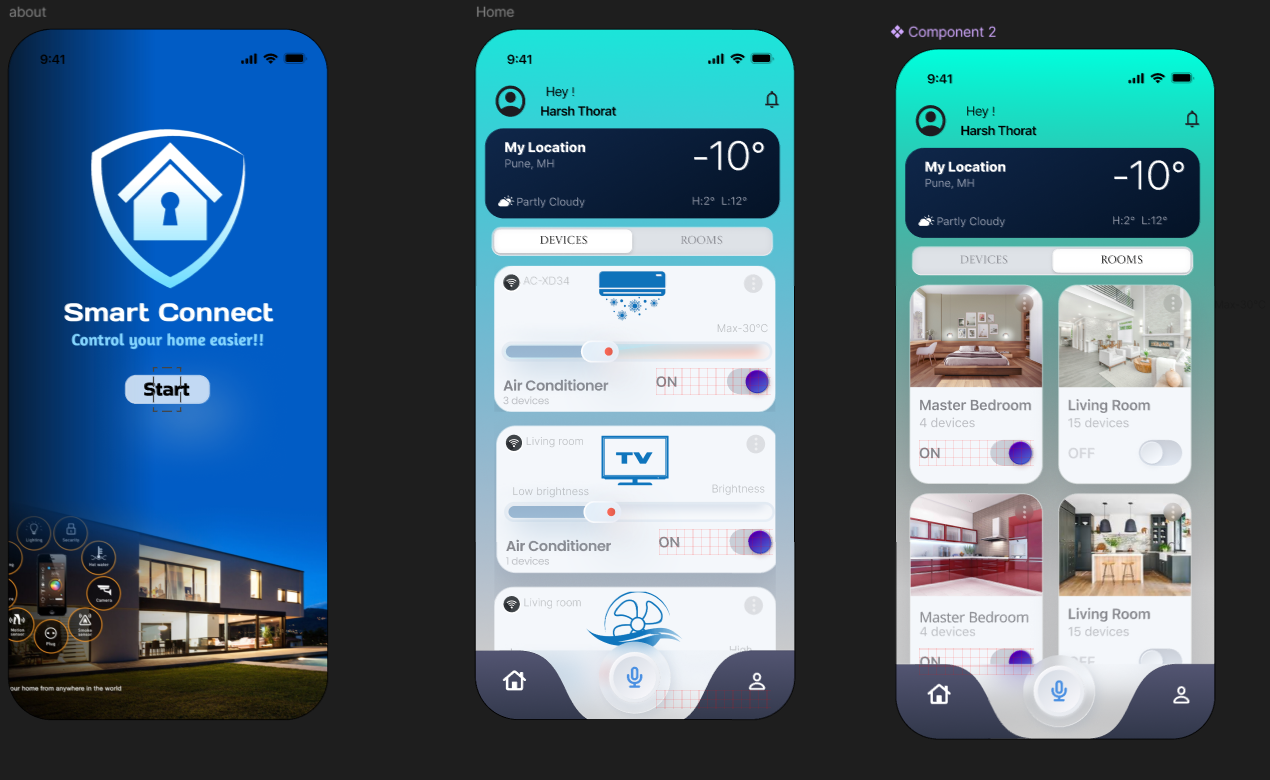 about
9:41
Smart Connect
Control your home easier!!
Start
Lighting
Security
Hot water
Camera
Smoke
sensor
Plug
Motion
sensor
our home from anywhere in the world
Home
9:41
Hey !
Harsh Thorat
My Location
Pune, MH
-10°
Partly Cloudy
H:2° L:12°
DEVICES
ROOMS
AC-XD34
Max-30°C
ON
Air Conditioner
3 devices
Living room
TV
Low brightness
Brightness
ON
Air Conditioner
1 devices
Living room
High
Component 2
9:41
Hey !
Harsh Thorat
My Location
Pune, MH
-10°
Partly Cloudy
H:2° L:12°
DEVICES
ROOMS
Master Bedroom
4 devices
ON
Living Room
15 devices
OFF
Master Bedroom
4 devices
ON
Living Room
15 devices
OFF